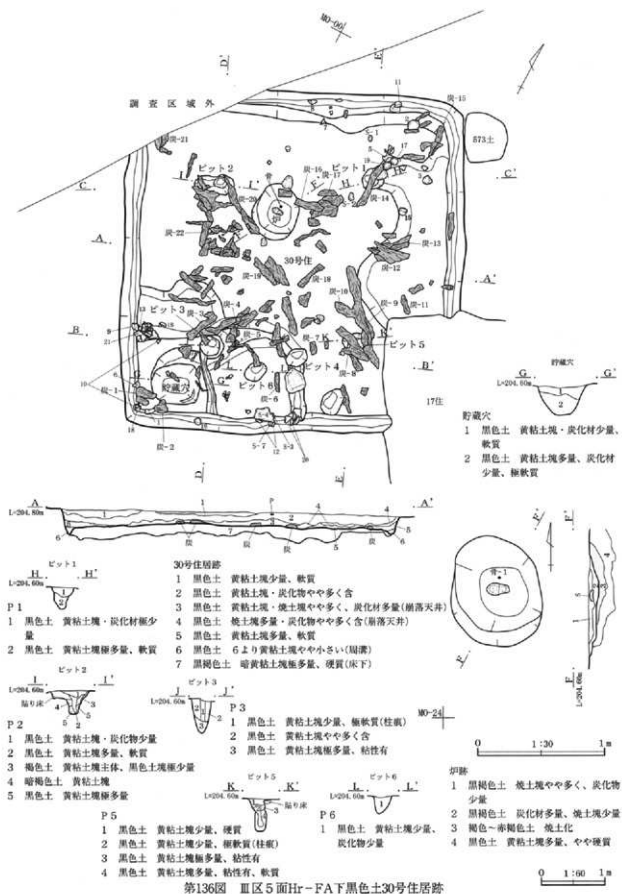 MO-06
D'
E'
調査区域外
11
炭-15
873土
炭-21
S-1
17
ピット2
ピット1
炭-16
炭-17
C
C'
I
I'
F
H
炭-20
炭-14
炭-22
炭-13
炭-12
A
30号住
炭-19
炭-18
炭-10
A'
炭-9
炭-11
炭-4
ピット3
炭-3
B
炭-5
炭-7
K
K'
ピット5
ピット4
炭-8
B'
貯蔵穴
G'
ピット6
炭-6
炭-1
炭-2
17住
S-7
S-3
D
E
貯蔵穴
G G'
L=204.60m
貯蔵穴
1 黒色土 黄粘土塊・炭化材少量、
軟質
2 黒色土 黄粘土塊多量、炭化材
少量、極軟質
A A'
L=204.80m
ピット1
H H'
L=204.60m
P1
1 黒色土 黄粘土塊・炭化材極少
量
2 黒色土 黄粘土塊極多量、軟質
30号住居跡
1 黒色土 黄粘土塊少量、軟質
2 黒色土 黄粘土塊・炭化物やや多く含
3 黒色土 黄粘土塊・焼土塊やや多く、炭化材多量(崩落天井)
4 黒色土 焼土塊多量・炭化物やや多く含(崩落天井)
5 黒色土 黄粘土塊多量、軟質
6 黒色土 6より黄粘土塊やや小さい(周溝)
7 黒褐色土 暗黄粘土塊極多量、硬質(床下)
ピット2
I I'
L=204.60m
貼り床
P2
1 黒色土 黄粘土塊・炭化物少量
2 黒色土 黄粘土塊多量、軟質
3 褐色土 黄粘土塊主体、黒色土塊極少量
4 暗褐色土 黄粘土塊
5 黒色土 黄粘土塊極多量
ピット3
J J'
L=204.60m
P3
1 黒色土 黄粘土塊少量、極軟質(柱痕)
2 黒色土 黄粘土塊やや多く含
3 黒色土 黄粘土塊極多量、粘性有
ピット5
K K'
L=204.60m
貼り床
P5
1 黒色土 黄粘土塊少量、硬質
2 黒色土 黄粘土塊少量、極軟質(柱痕)
3 黒色土 黄粘土塊極多量、粘性有
4 黒色土 黄粘土塊極多量、粘性有、軟質
ピット6
L L'
L=204.60m
P6
1 黒色土 黄粘土塊少量、
炭化物少量
F F'
骨-1
L=204.60m
MO-24
0 1:30 1m
炉跡
1 黒褐色土 焼土塊やや多く、炭化物
少量
2 黒褐色土 炭化材多量、焼土塊少量
3 褐色~赤褐色土 焼土化
4 黒色土 黄粘土塊多量、やや硬質
0 1:60 1m
第136図 Ⅲ区5面Hr-FA下黒色土30号住居跡